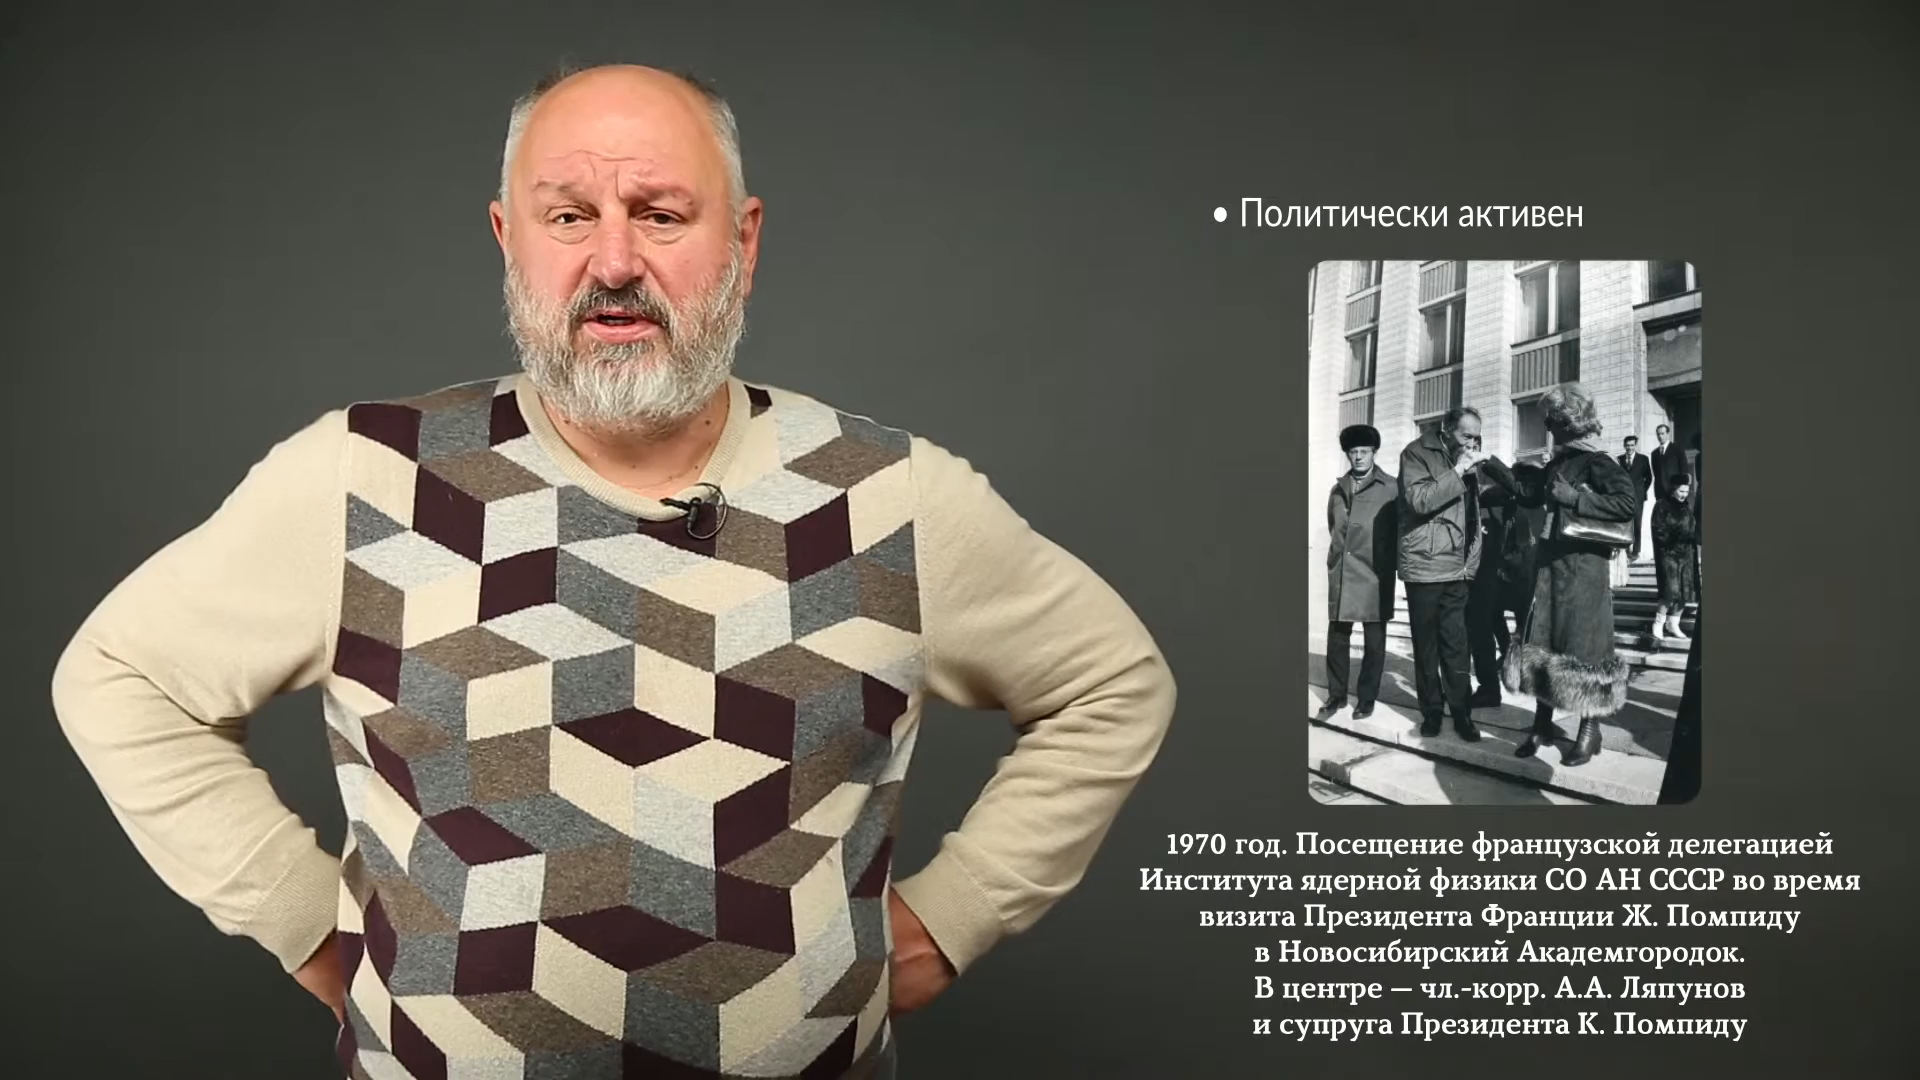 • Политически активен
1970 год. Посещение французской делегацией
Института ядерной физики СО АН СССР во время
визита Президента Франции Ж. Помпиду
в Новосибирский Академгородок.
В центре — чл.-корр. А.А. Ляпунов
и супруга Президента К. Помпиду